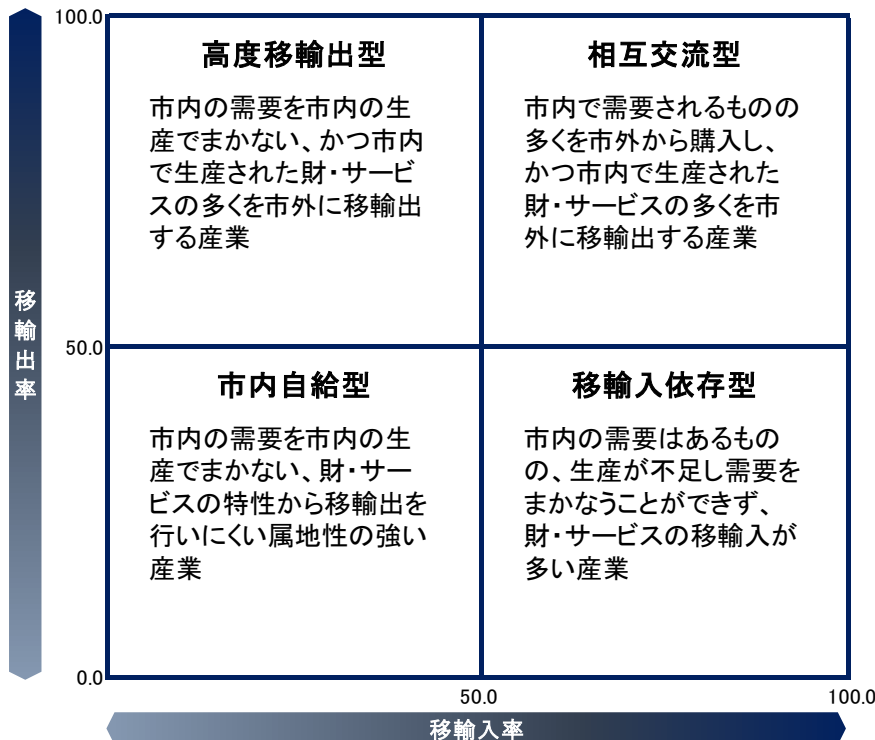 100.0
高度移輸出型
市内の需要を市内の生
産でまかない、かつ市内
で生産された財・サービ
スの多くを市外に移輸出
する産業
相互交流型
市内で需要されるものの
多くを市外から購入し、
かつ市内で生産された
財・サービスの多くを市
外に移輸出する産業
移輸出率
50.0
市内自給型
市内の需要を市内の生
産でまかない、財・サー
ビスの特性から移輸出を
行いにくい属地性の強い
産業
移輸入依存型
市内の需要はあるもの
の、生産が不足し需要を
まかなうことができず、
財・サービスの移輸入が
多い産業
0.0
50.0
100.0
移輸入率